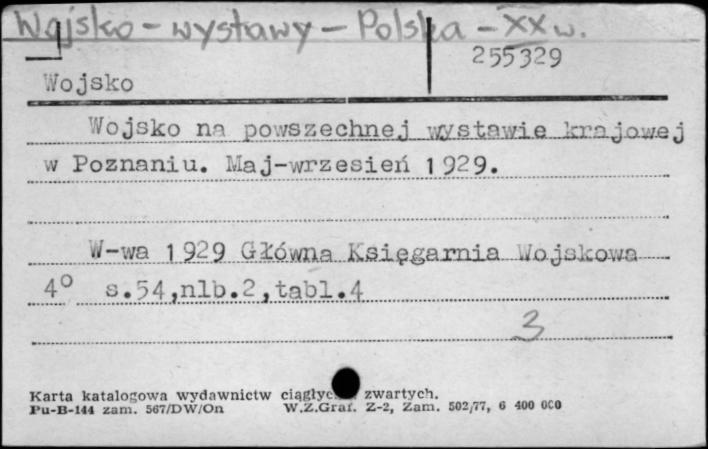 Wojsko - wystawy - Polska - XX w.
255329
Wojsko
Wojsko na powszechnej wystawie krajowej
w Poznaniu. Maj-wrzesień 1929.
W-wa 1929 Główna Księgarnia Wojskowa
4° s.54,nlb.2,tabl.4
3
Karta katalogowa wydawnictw zwartych.
Pu-B-144 zam. 567/DW/On W.Z.Graf. Z-2, Zam. 502/77, 6 400 000